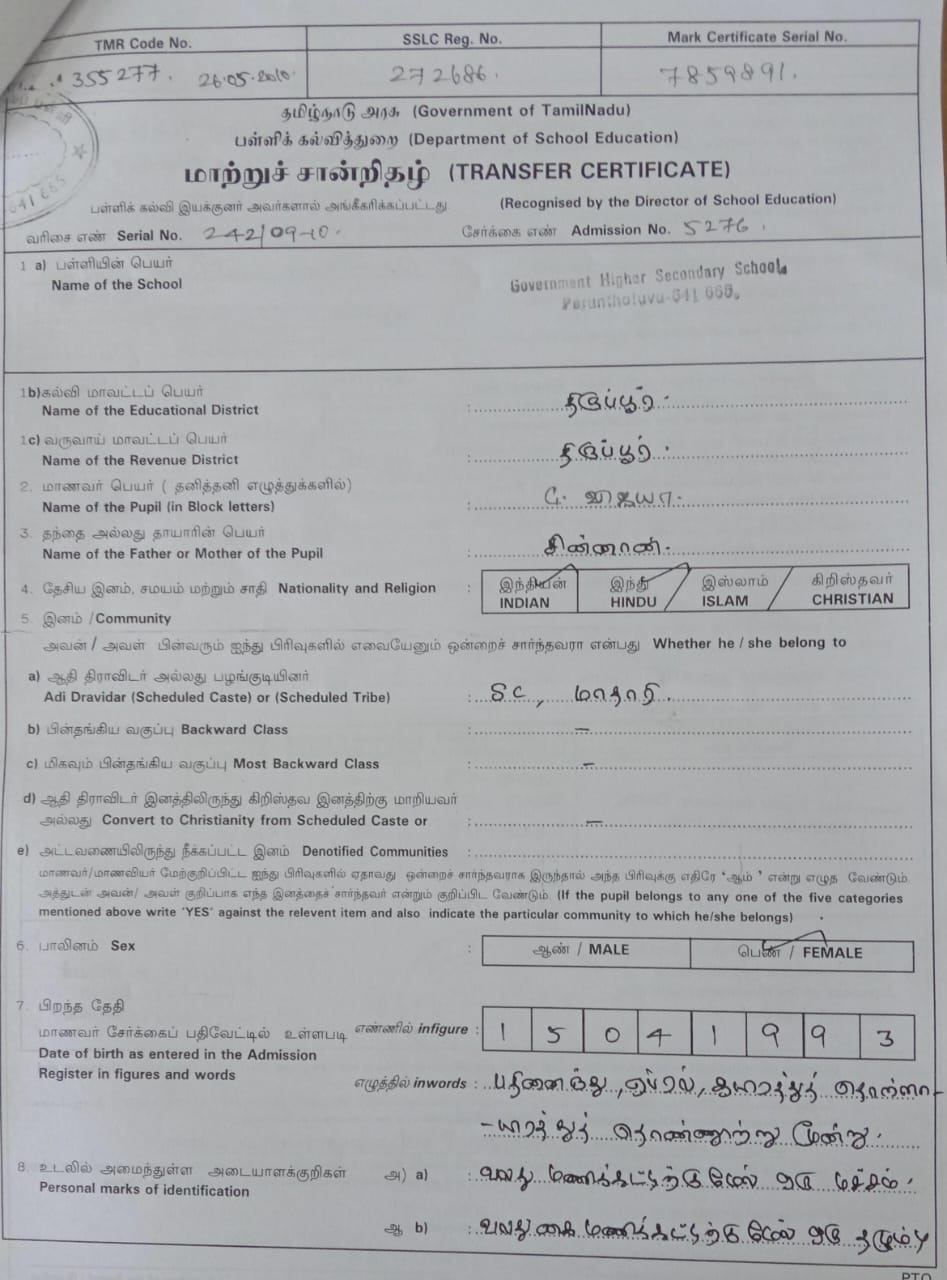 TMR Code No. SSLC Reg. No. Mark Certificate Serial No.
355277. 26.05.2010. 272686. 7859891.
641 665
தமிழ்நாடு அரசு (Government of TamilNadu)
பள்ளிக் கல்வித்துறை (Department of School Education)
மாற்றுச் சான்றிதழ் (TRANSFER CERTIFICATE)
பள்ளிக் கல்வி இயக்குனர் அவர்களால் அங்கீகரிக்கப்பட்டது. (Recognised by the Director of School Education)
வரிசை எண் Serial No. 242/09-10. சேர்க்கை எண் Admission No. 5276.
1 a) பள்ளியின் பெயர்
Name of the School
Government Higher Secondary School,
Perunthozhuvu-641 665.
1b)கல்வி மாவட்டப் பெயர்
Name of the Educational District : திருப்பூர்.
1c) வருவாய் மாவட்டப் பெயர்
Name of the Revenue District : திருப்பூர்.
2. மாணவர் பெயர் ( தனித்தனி எழுத்துக்களில்)
Name of the Pupil (in Block letters) :
3. தந்தை அல்லது தாயாரின் பெயர்
Name of the Father or Mother of the Pupil : சின்னான்.
4. தேசிய இனம், சமயம் மற்றும் சாதி Nationality and Religion : இந்தியன் INDIAN இந்து HINDU / இஸ்லாம் ISLAM / கிறிஸ்தவர் CHRISTIAN
5. இனம் /Community
அவன் / அவள் பின்வரும் ஐந்து பிரிவுகளில் எவையேனும் ஒன்றைச் சார்ந்தவரா என்பது Whether he / she belong to
a) ஆதி திராவிடர் அல்லது பழங்குடியினர்
Adi Dravidar (Scheduled Caste) or (Scheduled Tribe) : SC, மாதாரி.
b) பின்தங்கிய வகுப்பு Backward Class : —
c) மிகவும் பின்தங்கிய வகுப்பு Most Backward Class : —
d) ஆதி திராவிடர் இனத்திலிருந்து கிறிஸ்தவ இனத்திற்கு மாறியவர்
அல்லது Convert to Christianity from Scheduled Caste or : —
e) அட்டவணையிலிருந்து நீக்கப்பட்ட இனம் Denotified Communities :
மாணவர்/மாணவியர் மேற்குறிப்பிட்ட ஐந்து பிரிவுகளில் ஏதாவது ஒன்றைச் சார்ந்தவராக இருந்தால் அந்த பிரிவுக்கு எதிரே 'ஆம் ' என்று எழுத வேண்டும்.
அத்துடன் அவன்/ அவள் குறிப்பாக எந்த இனத்தைச் சார்ந்தவர் என்றும் குறிப்பிட வேண்டும். (If the pupil belongs to any one of the five categories
mentioned above write 'YES' against the relevent item and also indicate the particular community to which he/she belongs)
6. பாலினம் Sex : ஆண் / MALE பெண் / FEMALE
7. பிறந்த தேதி
மாணவர் சேர்க்கைப் பதிவேட்டில் உள்ளபடி எண்ணில் infigure : 1 5 0 4 1 9 9 3
Date of birth as entered in the Admission
Register in figures and words
எழுத்தில் inwords : பதினைந்து, ஏப்ரல், ஆயிரத்துத் தொள்ளா-
-யிரத்துத் தொண்ணூற்று மூன்று.
8. உடலில் அமைந்துள்ள அடையாளக்குறிகள் அ) a) : வலது மணிக்கட்டிற்கு மேல் ஒரு மச்சம்.
Personal marks of identification
ஆ b) : வலது கை மணிக்கட்டிற்கு மேல் ஒரு தழும்பு
PTO